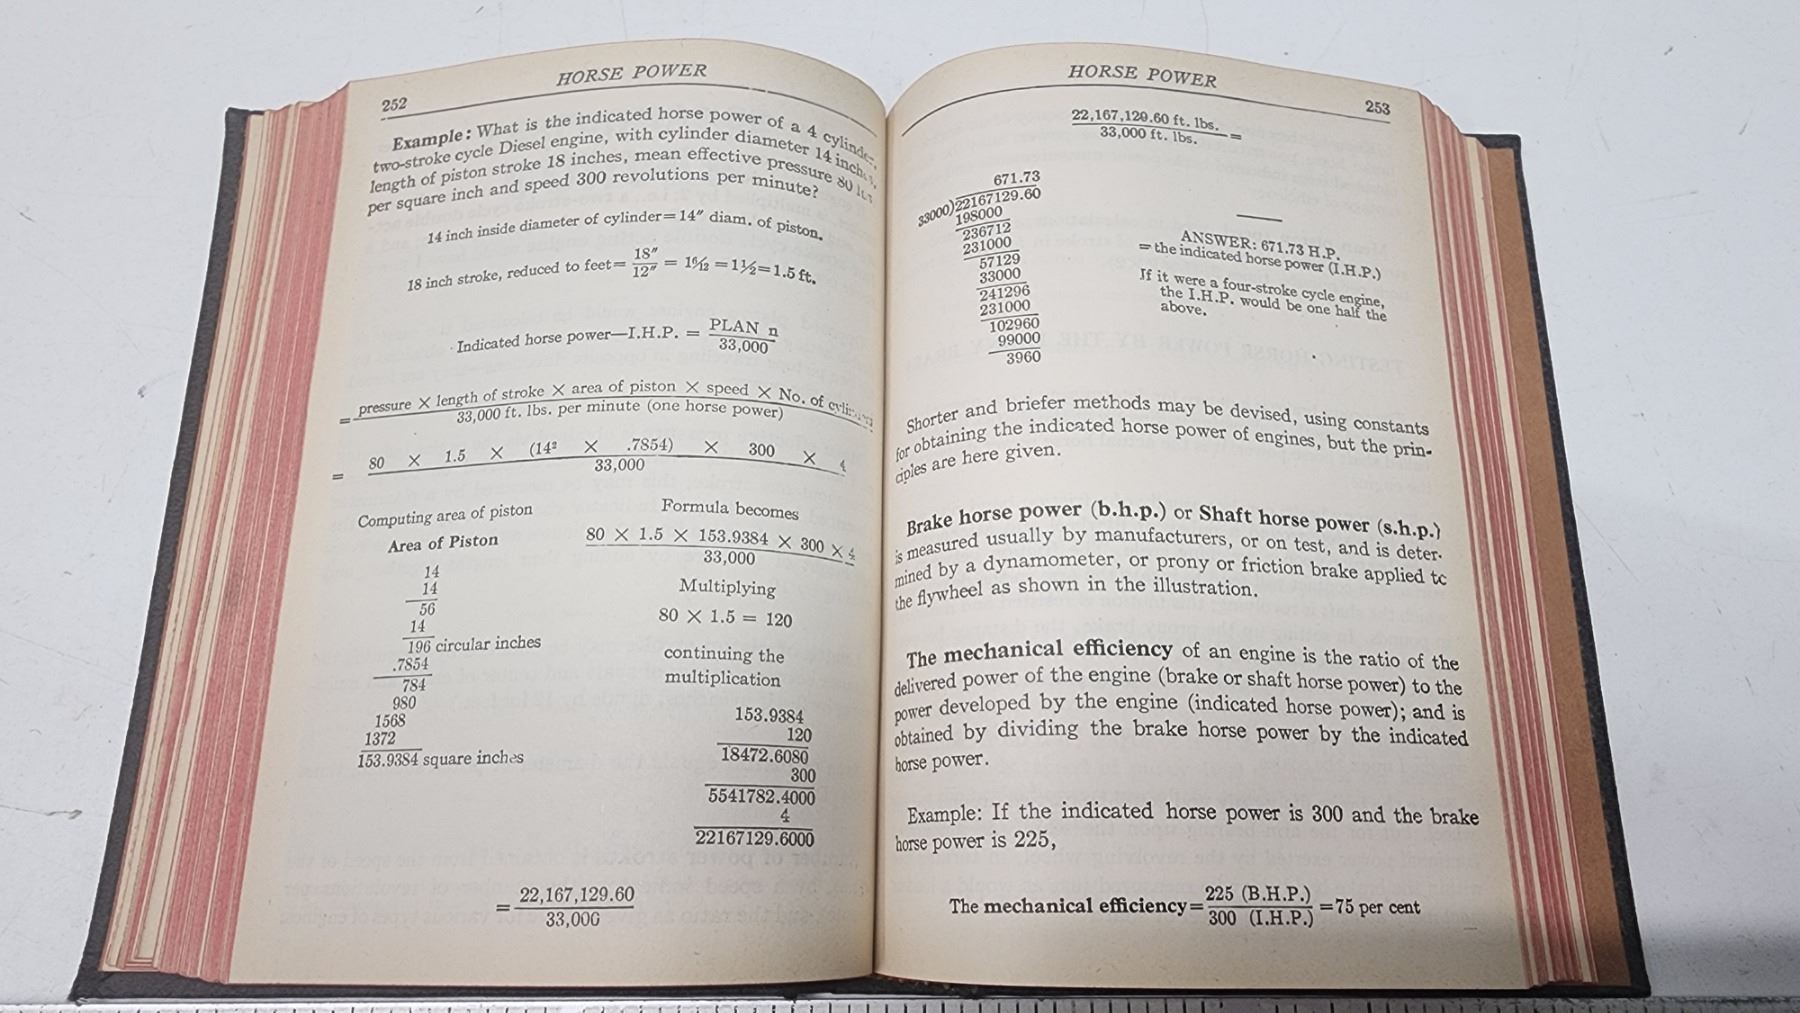 252
HORSE POWER
Example: What is the indicated horse power of a 4 cylinder,
two-stroke cycle Diesel engine, with cylinder diameter 14 inches,
length of piston stroke 18 inches, mean effective pressure 80 lbs
per square inch and speed 300 revolutions per minute?
14 inch inside diameter of cylinder=14" diam. of piston.
18 inch stroke, reduced to feet= 18"/12" = 1 6/12 = 1½=1.5 ft.
Indicated horse power—I.H.P. = PLAN n
33,000
= pressure × length of stroke × area of piston × speed × No. of
33,000 ft. lbs. per minute (one horse power)
= 80 × 1.5 × (14² × .7854) × 300 × 4
33,000
Computing area of piston
Area of Piston
14
14
56
14
196 circular inches
.7854
784
980
1568
1372
153.9384 square inches
Formula becomes
80 × 1.5 × 153.9384 × 300 × 4
33,000
Multiplying
80 × 1.5 = 120
continuing the
multiplication
153.9384
120
18472.6080
300
5541782.4000
4
22167129.6000
= 22,167,129.60
33,000
HORSE POWER
253
22,167,129.60 ft. lbs. =
33,000 ft. lbs.
671.73
33000)22167129.60
198000
236712
231000
57129
33000
241296
231000
102960
99000
3960
ANSWER: 671.73 H.P.
= the indicated horse power (I.H.P.)
If it were a four-stroke cycle engine,
the I.H.P. would be one half the
above.
Shorter and briefer methods may be devised, using constants
for obtaining the indicated horse power of engines, but the prin-
ciples are here given.
Brake horse power (b.h.p.) or Shaft horse power (s.h.p.)
is measured usually by manufacturers, or on test, and is deter-
mined by a dynamometer, or prony or friction brake applied to
the flywheel as shown in the illustration.
The mechanical efficiency of an engine is the ratio of the
delivered power of the engine (brake or shaft horse power) to the
power developed by the engine (indicated horse power); and is
obtained by dividing the brake horse power by the indicated
horse power.
Example: If the indicated horse power is 300 and the brake
horse power is 225,
The mechanical efficiency= 225 (B.H.P.) =75 per cent
300 (I.H.P.)